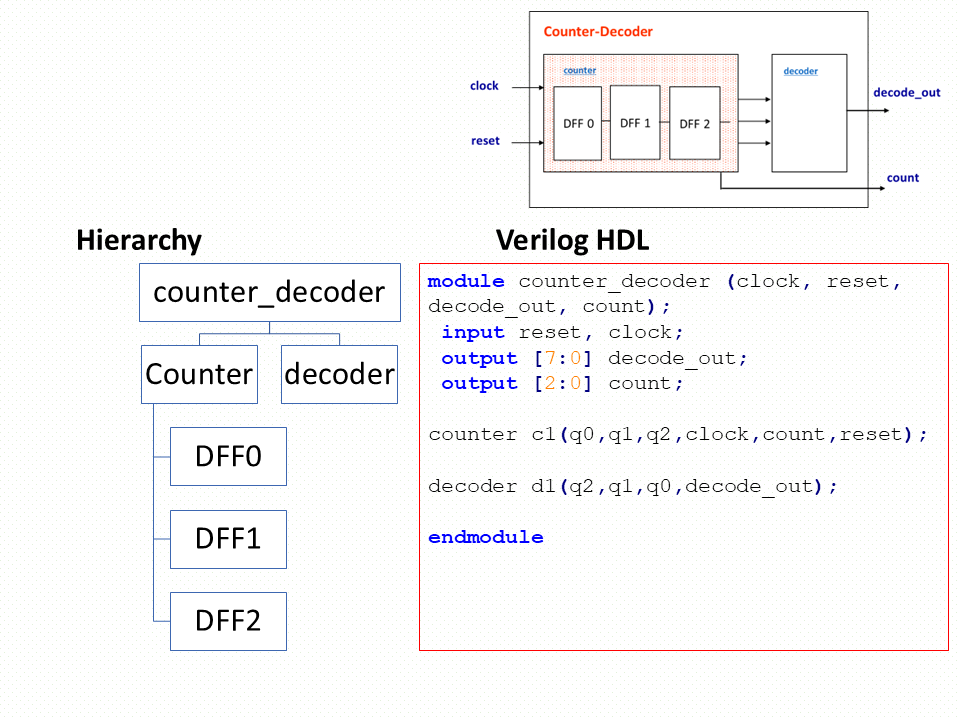 Counter-Decoder
counter
decoder
clock
decode_out
DFF 0
DFF 1
DFF 2
reset
count
Hierarchy
counter_decoder
Counter
decoder
DFF0
DFF1
DFF2
Verilog HDL
module counter_decoder (clock, reset,
decode_out, count);
input reset, clock;
output [7:0] decode_out;
output [2:0] count;
counter c1(q0,q1,q2,clock,count,reset);
decoder d1(q2,q1,q0,decode_out);
endmodule